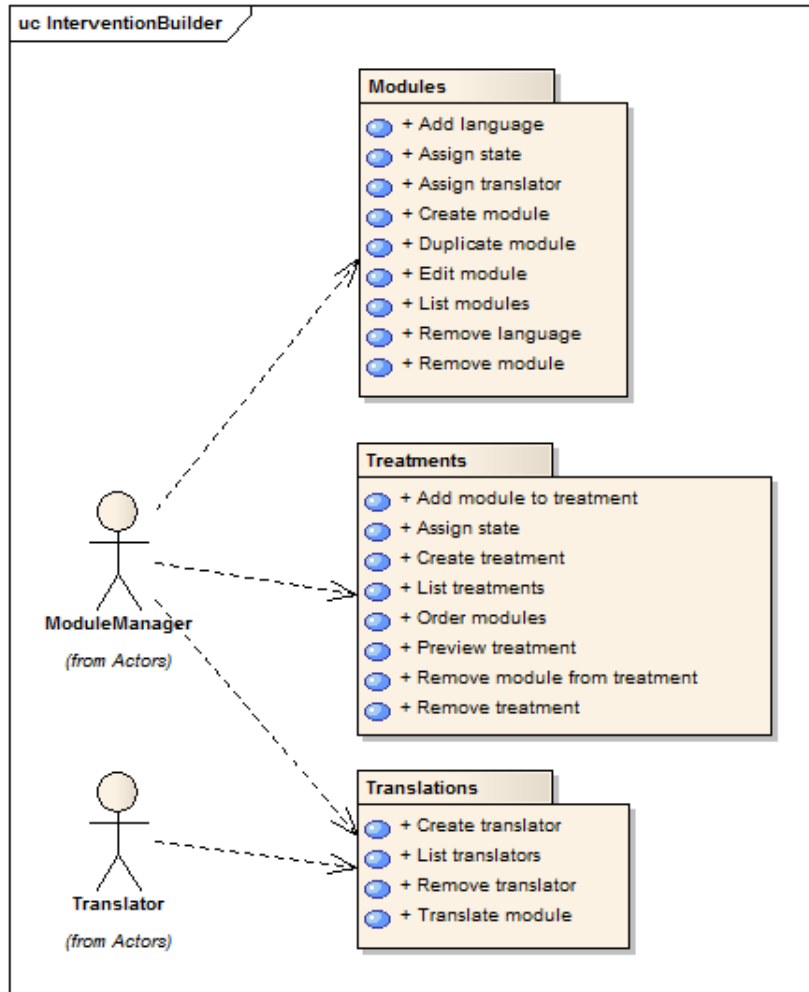 uc InterventionBuilder
Modules
+ Add language
+ Assign state
+ Assign translator
+ Create module
+ Duplicate module
+ Edit module
+ List modules
+ Remove language
+ Remove module
Treatments
+ Add module to treatment
+ Assign state
+ Create treatment
+ List treatments
+ Order modules
+ Preview treatment
+ Remove module from treatment
+ Remove treatment
ModuleManager
(from Actors)
Translations
+ Create translator
+ List translators
+ Remove translator
+ Translate module
Translator
(from Actors)